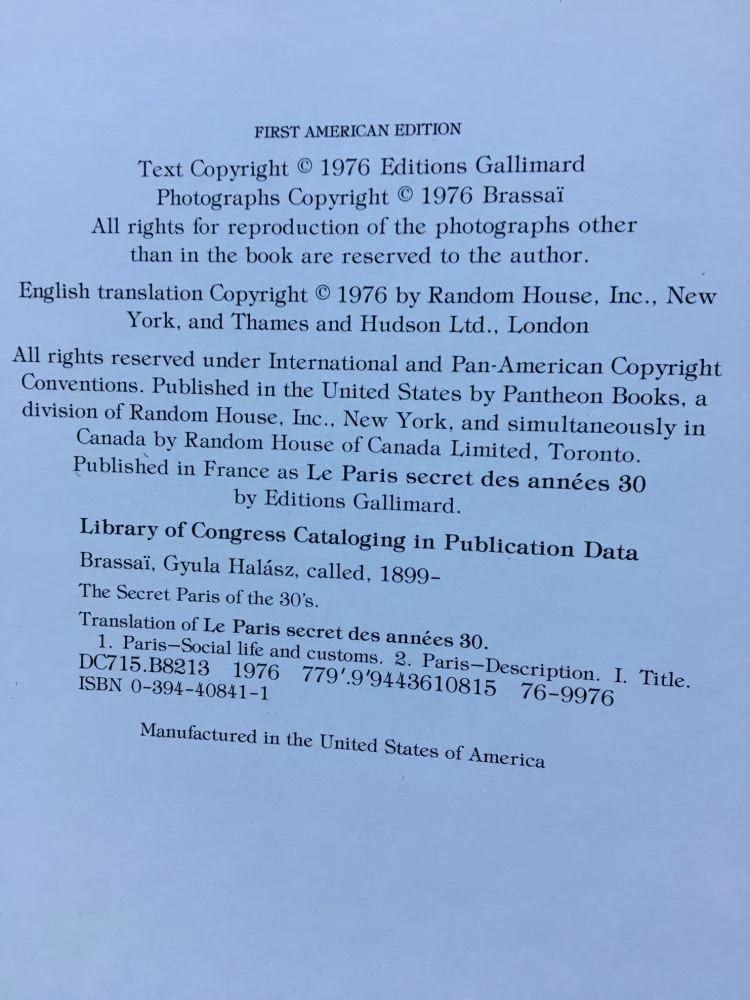 FIRST AMERICAN EDITION
Text Copyright © 1976 Editions Gallimard
Photographs Copyright © 1976 Brassaï
All rights for reproduction of the photographs other
than in the book are reserved to the author.
English translation Copyright © 1976 by Random House, Inc., New
York, and Thames and Hudson Ltd., London
All rights reserved under International and Pan-American Copyright
Conventions. Published in the United States by Pantheon Books, a
division of Random House, Inc., New York, and simultaneously in
Canada by Random House of Canada Limited, Toronto.
Published in France as Le Paris secret des années 30
by Editions Gallimard.
Library of Congress Cataloging in Publication Data
Brassaï, Gyula Halász, called, 1899–
The Secret Paris of the 30's.
Translation of Le Paris secret des années 30.
1. Paris—Social life and customs. 2. Paris—Description. I. Title.
DC715.B8213 1976 779'.9'9443610815 76-9976
ISBN 0-394-40841-1
Manufactured in the United States of America